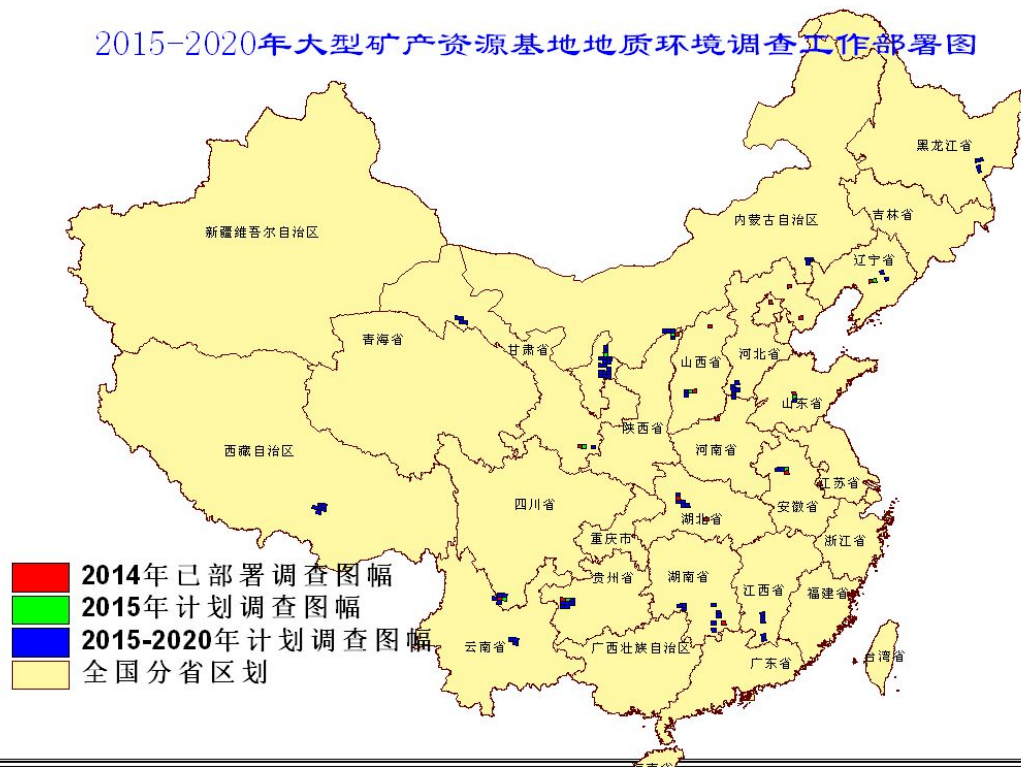 2015-2020年大型矿产资源基地地质环境调查工作部署图
黑龙江省
内蒙古自治区
吉林省
新疆维吾尔自治区
辽宁省
青海省
甘肃省
山西省
河北省
山东省
陕西省
河南省
西藏自治区
江苏省
四川省
安徽省
湖北省
重庆市
浙江省
贵州省
湖南省
江西省
福建省
云南省
广西壮族自治区
广东省
台湾省
海南省
2014年已部署调查图幅
2015年计划调查图幅
2015-2020年计划调查图幅
全国分省区划